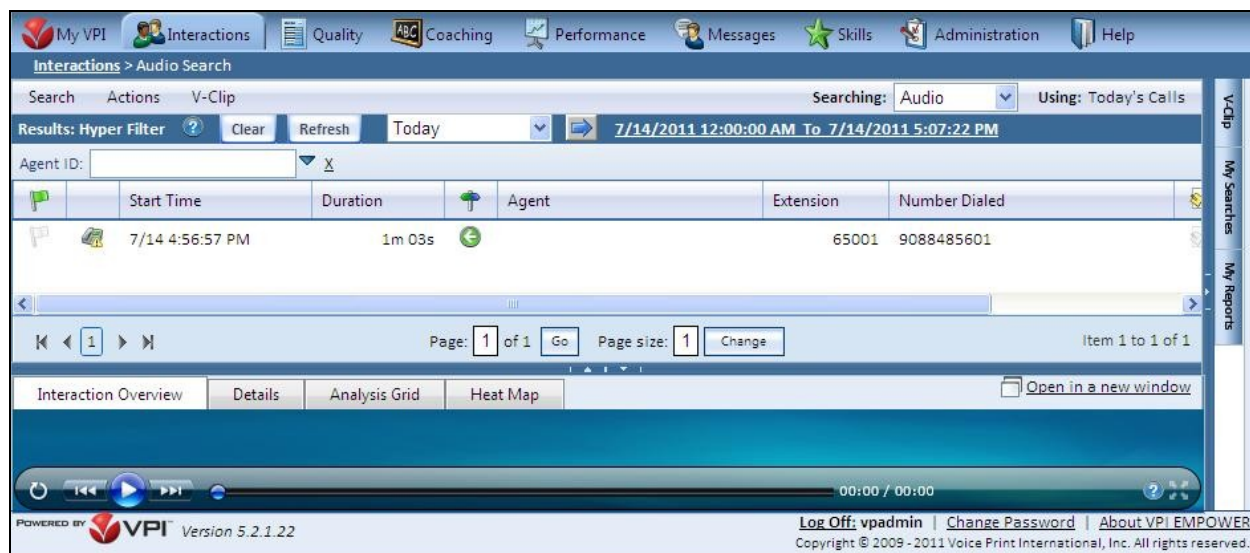 My VPI Interactions Quality ABC Coaching Performance Messages Skills Administration Help
Interactions > Audio Search
Search Actions V-Clip Searching: Audio Using: Today's Calls
Results: Hyper Filter ? Clear Refresh Today 7/14/2011 12:00:00 AM To 7/14/2011 5:07:22 PM
Agent ID: X
Start Time Duration Agent Extension Number Dialed
7/14 4:56:57 PM 1m 03s 65001 9088485601
1 Page: 1 of 1 Go Page size: 1 Change Item 1 to 1 of 1
Interaction Overview Details Analysis Grid Heat Map Open in a new window
00:00 / 00:00 ?
POWERED BY VPI™ Version 5.2.1.22
Log Off: vpadmin | Change Password | About VPI EMPOWER
Copyright © 2009 - 2011 Voice Print International, Inc. All rights reserved.
V-Clip
My Searches
My Reports